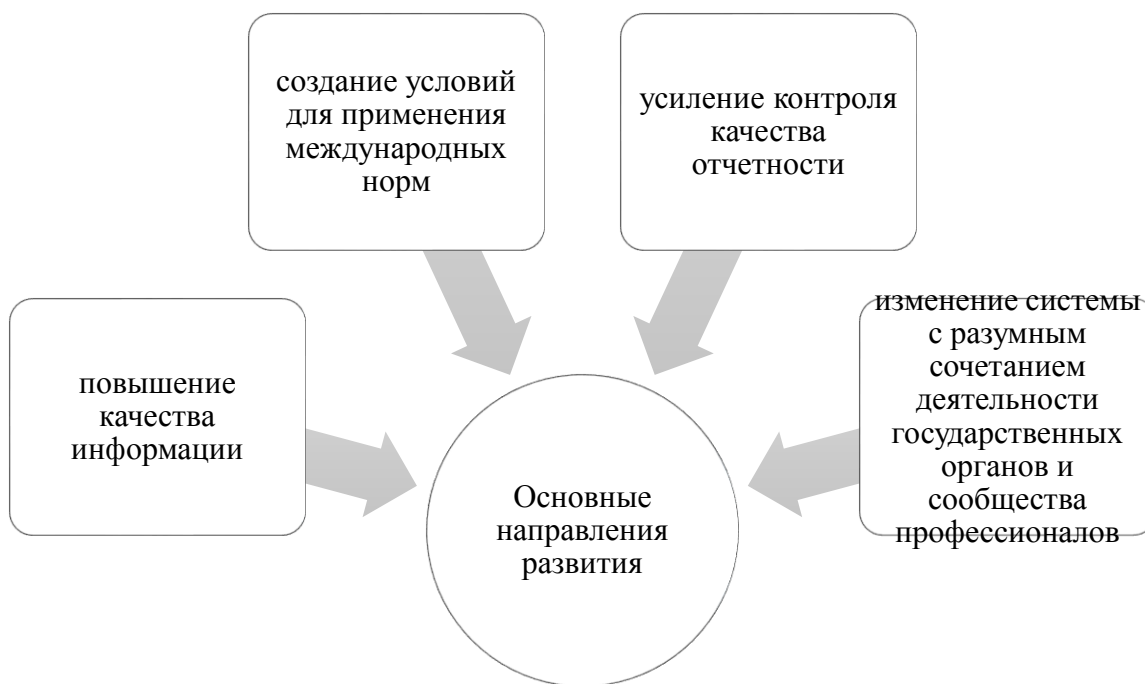 создание условий
для применения
международных
норм
усиление контроля
качества
отчетности
повышение
качества
информации
изменение системы
с разумным
сочетанием
деятельности
государственных
органов и
сообщества
профессионалов
Основные
направления
развития